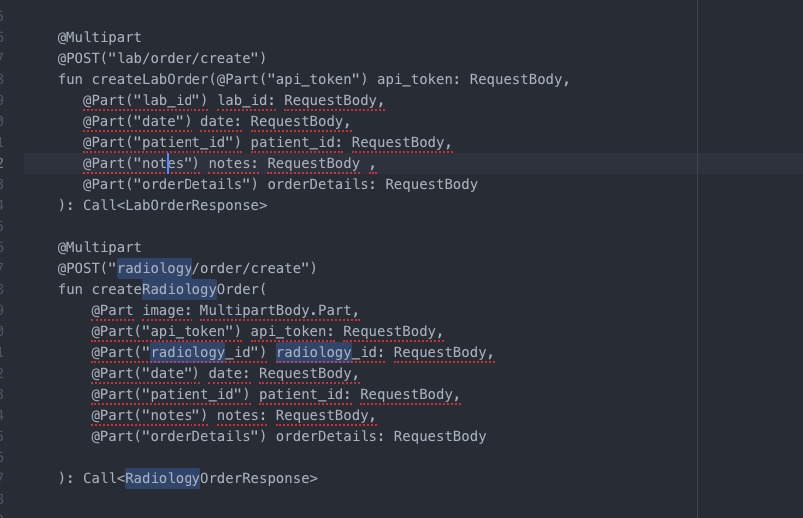 @Multipart
@POST("lab/order/create")
fun createLabOrder(@Part("api_token") api_token: RequestBody,
@Part("lab_id") lab_id: RequestBody,
@Part("date") date: RequestBody,
@Part("patient_id") patient_id: RequestBody,
@Part("notes") notes: RequestBody ,
@Part("orderDetails") orderDetails: RequestBody
): Call<LabOrderResponse>
@Multipart
@POST("radiology/order/create")
fun createRadiologyOrder(
@Part image: MultipartBody.Part,
@Part("api_token") api_token: RequestBody,
@Part("radiology_id") radiology_id: RequestBody,
@Part("date") date: RequestBody,
@Part("patient_id") patient_id: RequestBody,
@Part("notes") notes: RequestBody,
@Part("orderDetails") orderDetails: RequestBody
): Call<RadiologyOrderResponse>